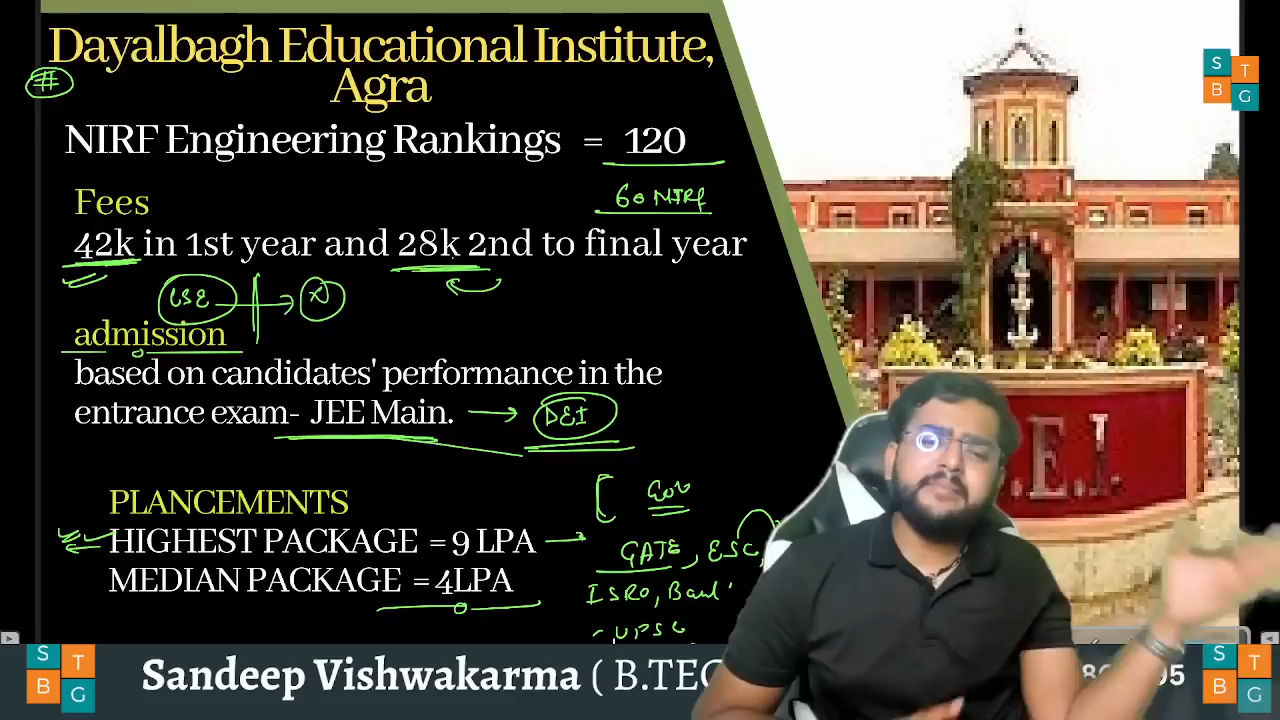 Dayalbagh Educational Institute,
#
Agra
S T
B G
NIRF Engineering Rankings = 120
60 NIRF
Fees
42k in 1st year and 28k 2nd to final year
admission
based on candidates' performance in the
entrance exam- JEE Main. → DEI
D.E.I.
PLANCEMENTS
HIGHEST PACKAGE = 9 LPA
GATE,
MEDIAN PACKAGE = 4LPA
ISRO,
UPSC
S T
B G
Sandeep Vishwakarma ( B.TEC
S T
B G